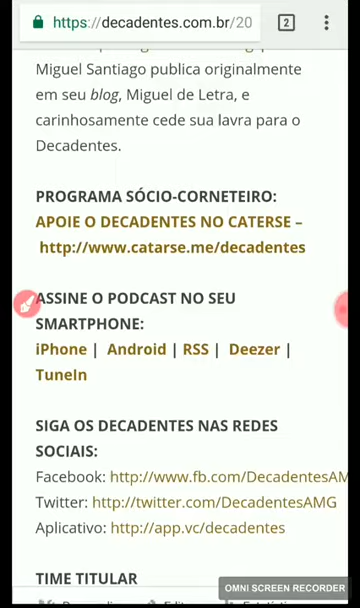 https://decadentes.com.br/20
2
Miguel Santiago publica originalmente
em seu blog, Miguel de Letra, e
carinhosamente cede sua lavra para o
Decadentes.
PROGRAMA SÓCIO-CORNETEIRO:
APOIE O DECADENTES NO CATERSE –
http://www.catarse.me/decadentes
ASSINE O PODCAST NO SEU
SMARTPHONE:
iPhone | Android | RSS | Deezer |
TuneIn
SIGA OS DECADENTES NAS REDES
SOCIAIS:
Facebook: http://www.fb.com/DecadentesAM
Twitter: http://twitter.com/DecadentesAMG
Aplicativo: http://app.vc/decadentes
TIME TITULAR
OMNI SCREEN RECORDER